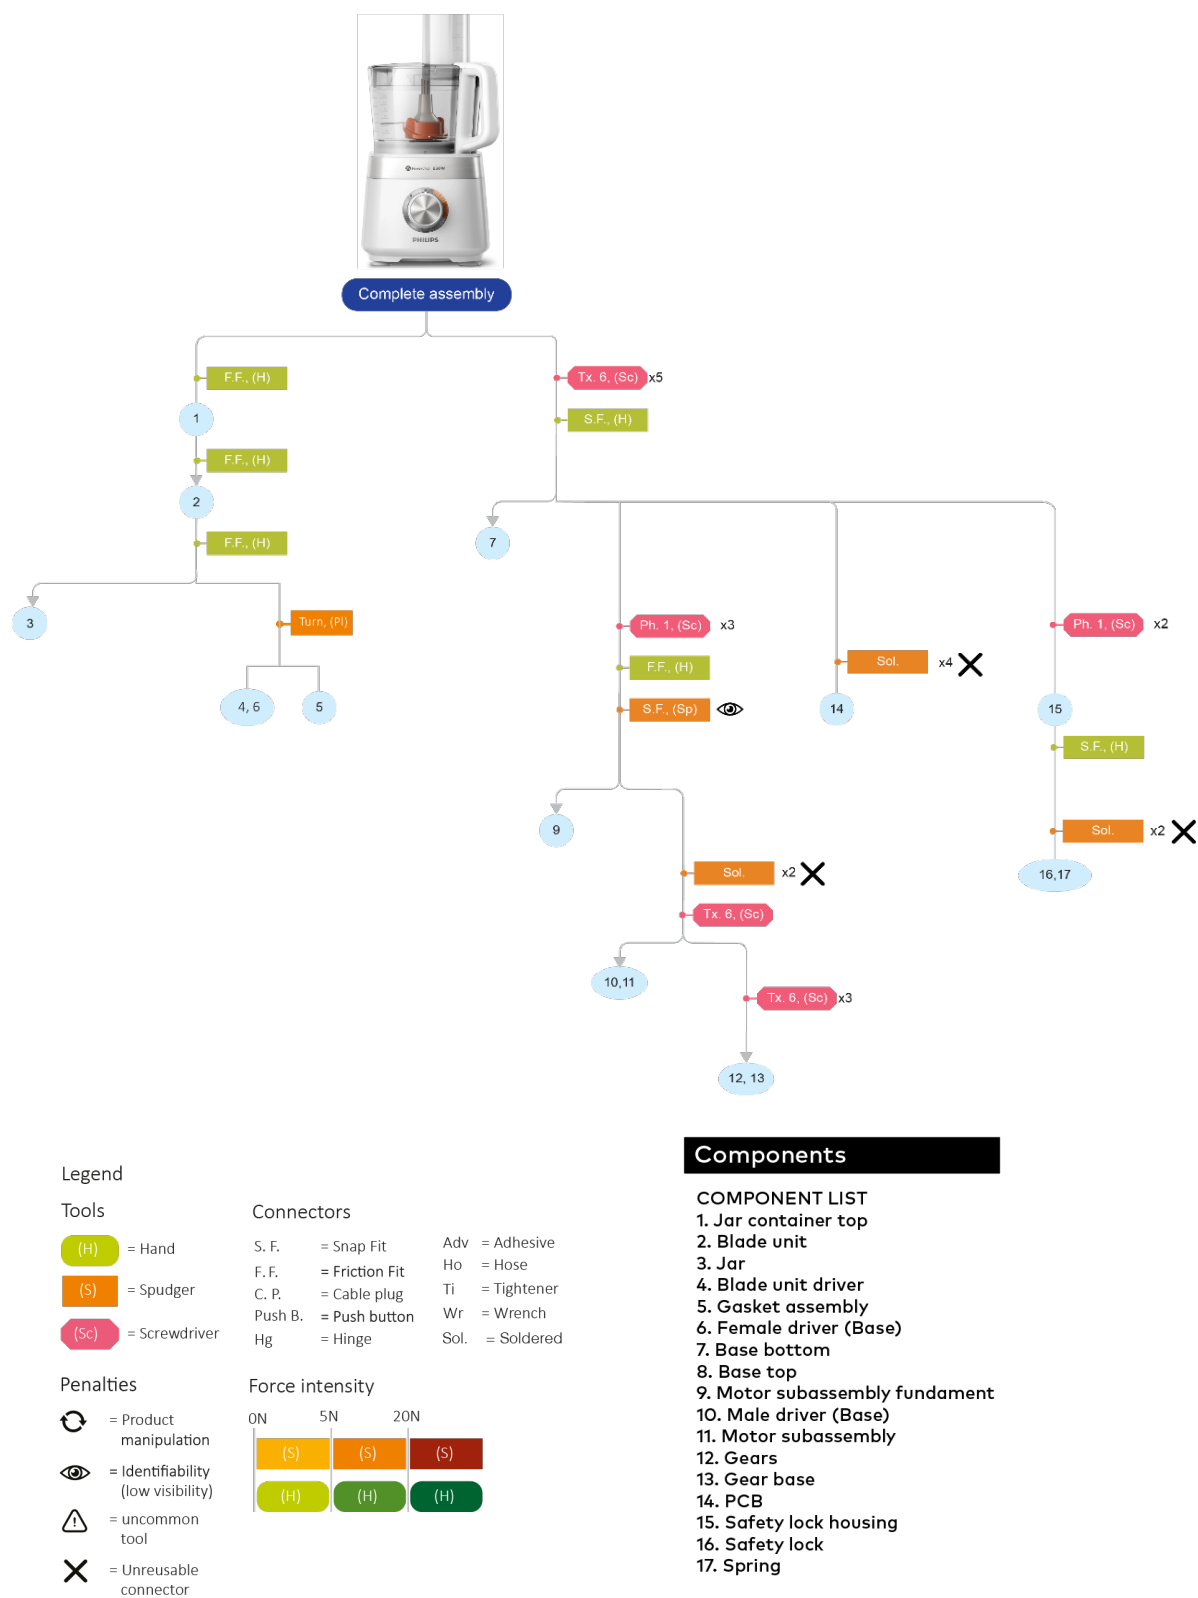 PHILIPS
Complete assembly
F.F., (H)
Tx. 6, (Sc) x5
1
S.F., (H)
F.F., (H)
2
F.F., (H)
7
3
Turn, (Pl)
Ph. 1, (Sc) x3
Ph. 1, (Sc) x2
F.F., (H)
Sol. x4
4, 6
5
S.F., (Sp)
14
15
S.F., (H)
9
Sol. x2
Sol. x2
16,17
Tx. 6, (Sc)
10,11
Tx. 6, (Sc) x3
12, 13
Legend
Tools
(H) = Hand
(S) = Spudger
(Sc) = Screwdriver
Connectors
S. F. = Snap Fit
F. F. = Friction Fit
C. P. = Cable plug
Push B. = Push button
Hg = Hinge
Adv = Adhesive
Ho = Hose
Ti = Tightener
Wr = Wrench
Sol. = Soldered
Penalties
= Product
manipulation
= Identifiability
(low visibility)
= uncommon
tool
= Unreusable
connector
Force intensity
0N 5N 20N
(S) (S) (S)
(H) (H) (H)
Components
COMPONENT LIST
1. Jar container top
2. Blade unit
3. Jar
4. Blade unit driver
5. Gasket assembly
6. Female driver (Base)
7. Base bottom
8. Base top
9. Motor subassembly fundament
10. Male driver (Base)
11. Motor subassembly
12. Gears
13. Gear base
14. PCB
15. Safety lock housing
16. Safety lock
17. Spring